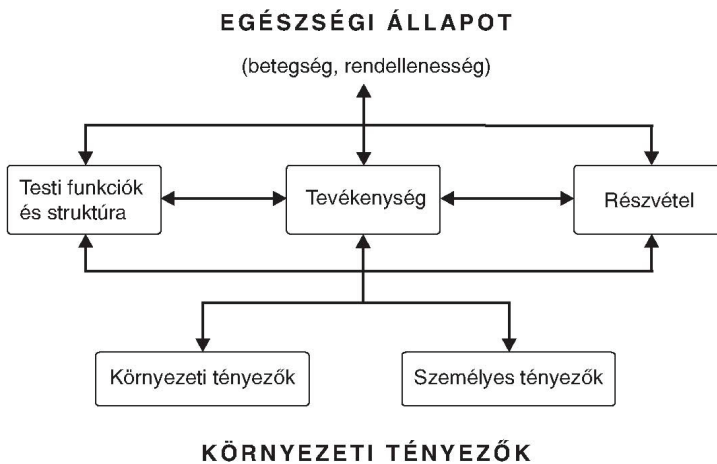 EGÉSZSÉGI ÁLLAPOT
(betegség, rendellenesség)
Testi funkciók
és struktúra
Tevékenység
Részvétel
Környezeti tényezők
Személyes tényezők
KÖRNYEZETI TÉNYEZŐK